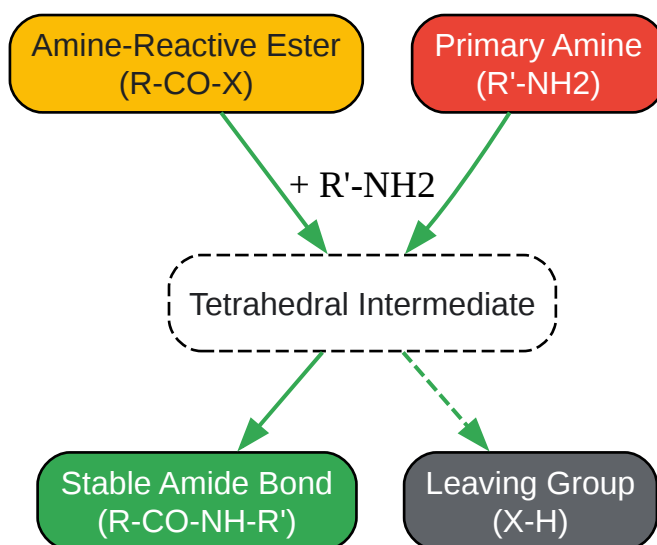 Amine-Reactive Ester
(R-CO-X)
Primary Amine
(R'-NH2)
+ R'-NH2
Tetrahedral Intermediate
Stable Amide Bond
(R-CO-NH-R')
Leaving Group
(X-H)